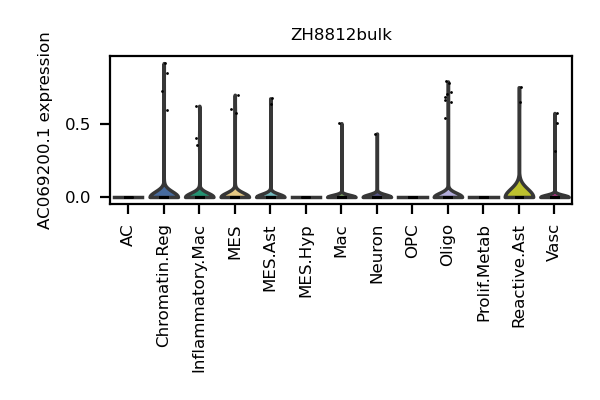 ZH8812bulk
AC069200.1 expression
0.5
0.0
AC
Chromatin.Reg
Inflammatory.Mac
MES
MES.Ast
MES.Hyp
Mac
Neuron
OPC
Oligo
Prolif.Metab
Reactive.Ast
Vasc